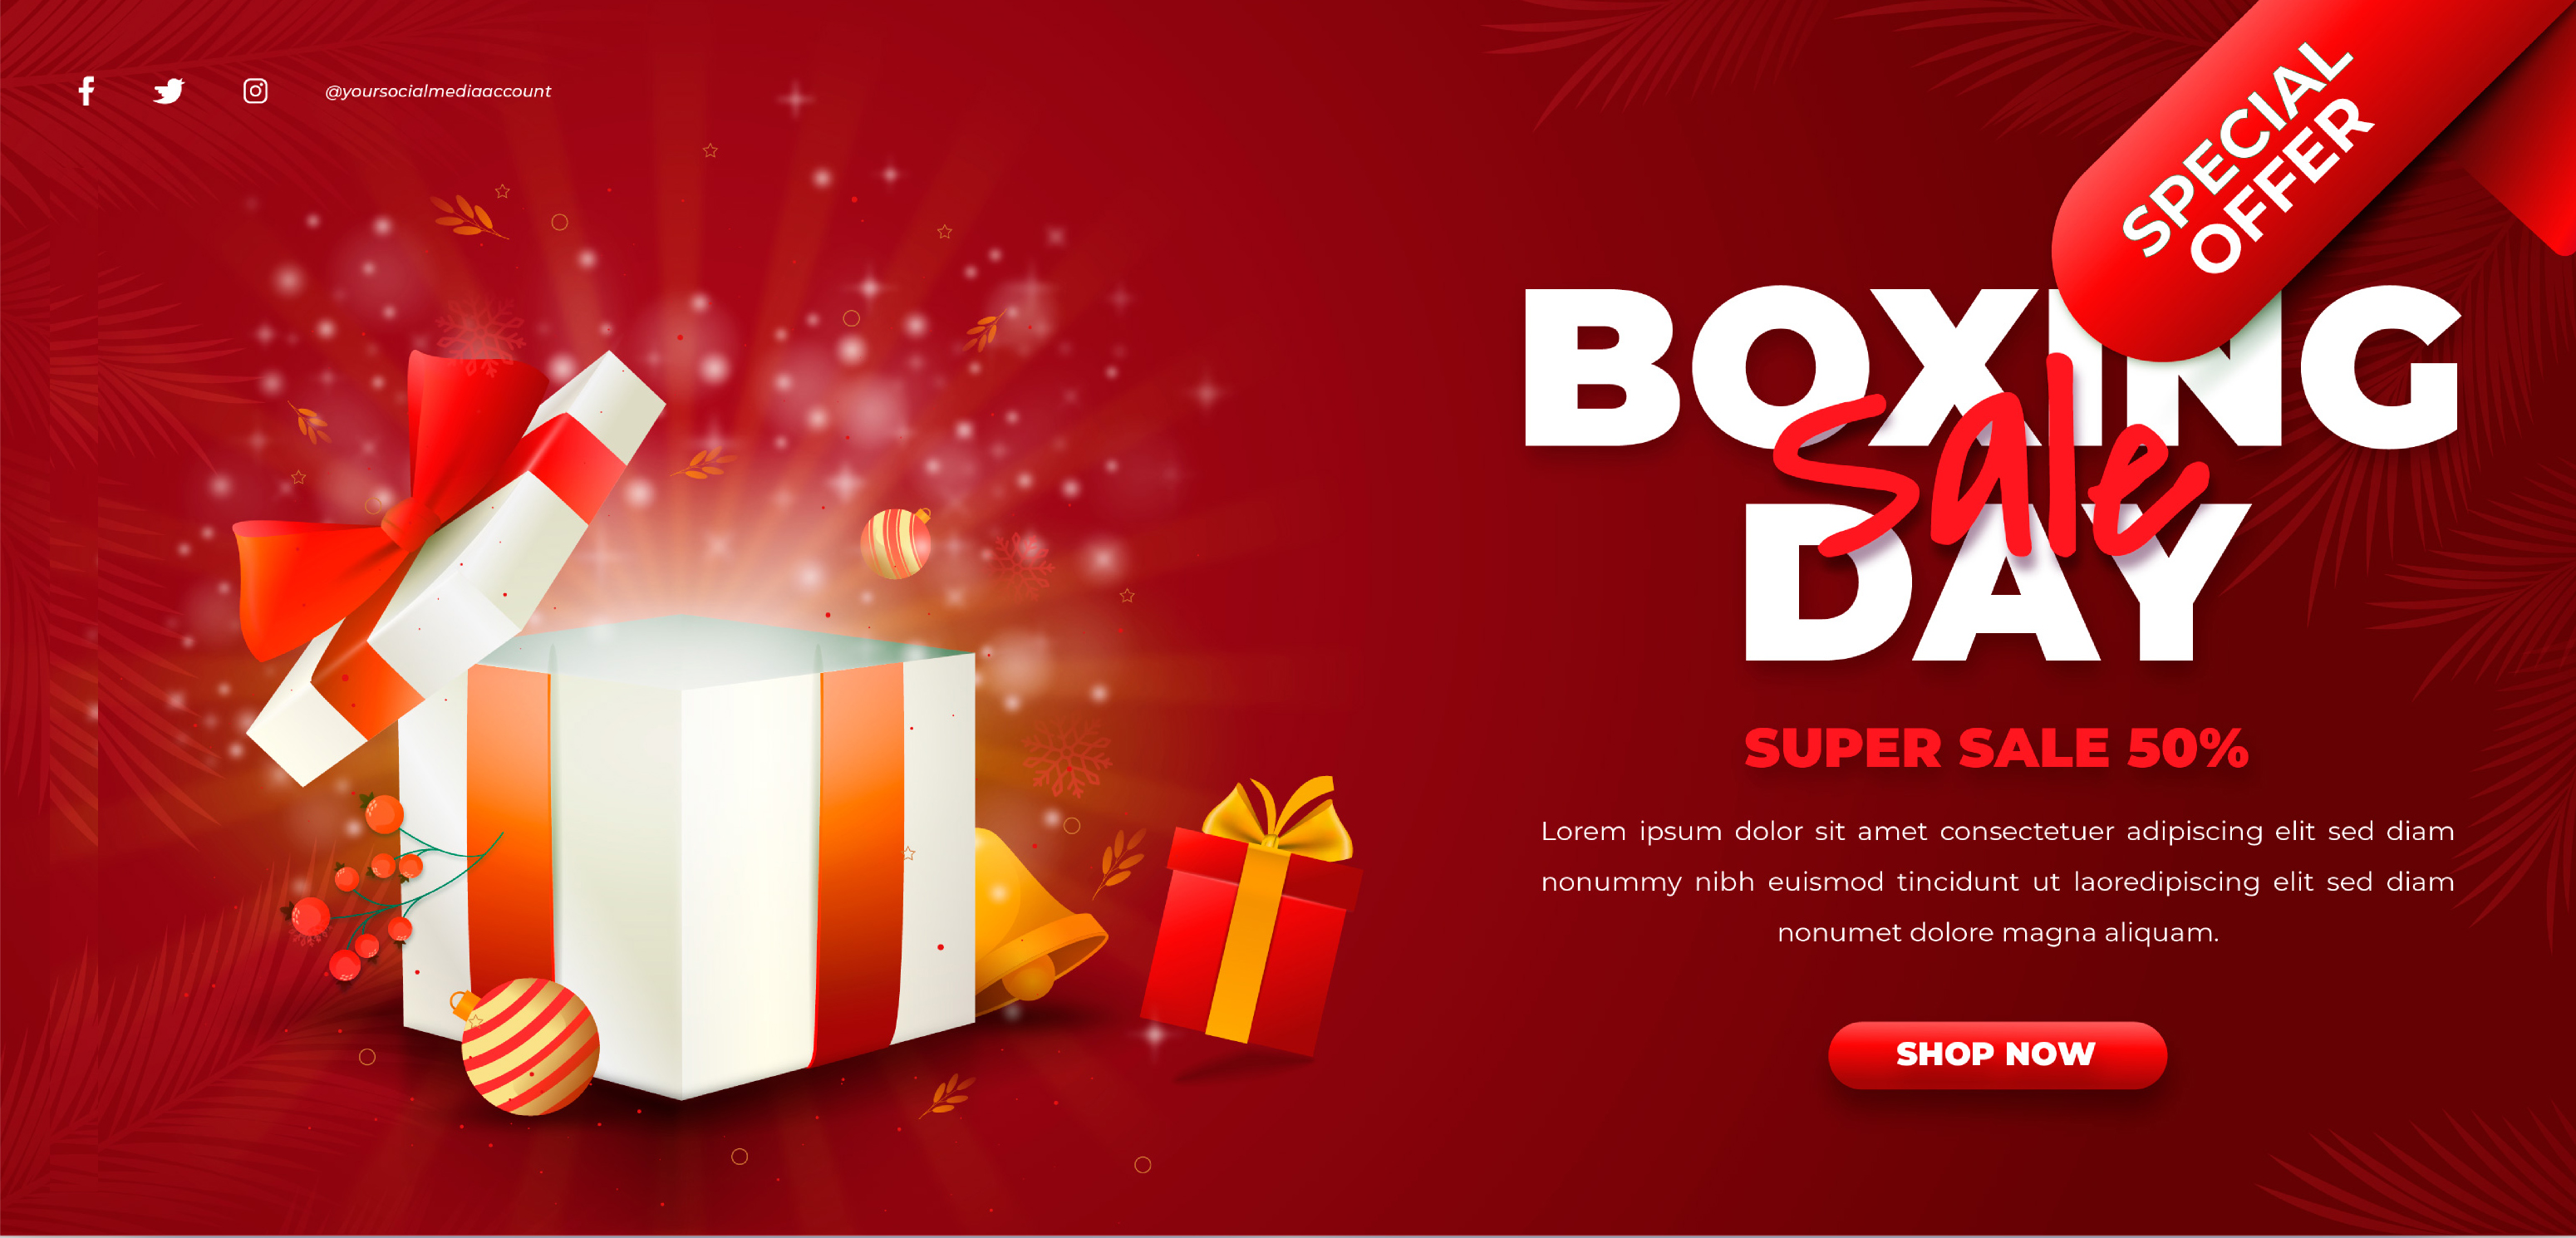 @yoursocialmediaaccount
SPECIAL
OFFER
BOXING
sale
DAY
SUPER SALE 50%
Lorem ipsum dolor sit amet consectetuer adipiscing elit sed diam
nonummy nibh euismod tincidunt ut laoredipiscing elit sed diam
nonumet dolore magna aliquam.
SHOP NOW